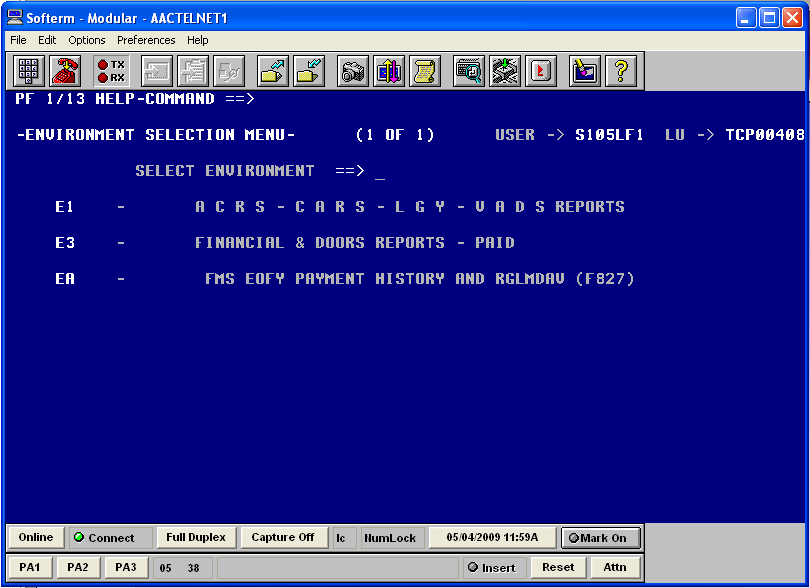 Softerm - Modular - AACTELNET1
File Edit Options Preferences Help
TX
RX
PF 1/13 HELP-COMMAND ==>
-ENVIRONMENT SELECTION MENU- (1 OF 1) USER -> S105LF1 LU -> TCP00408
SELECT ENVIRONMENT ==> _
E1 - A C R S - C A R S - L G Y - V A D S REPORTS
E3 - FINANCIAL & DOORS REPORTS - PAID
EA - FMS EOFY PAYMENT HISTORY AND RGLMDAV (F827)
Online Connect Full Duplex Capture Off Ic NumLock 05/04/2009 11:59A Mark On
PA1 PA2 PA3 05 38 Insert Reset Attn